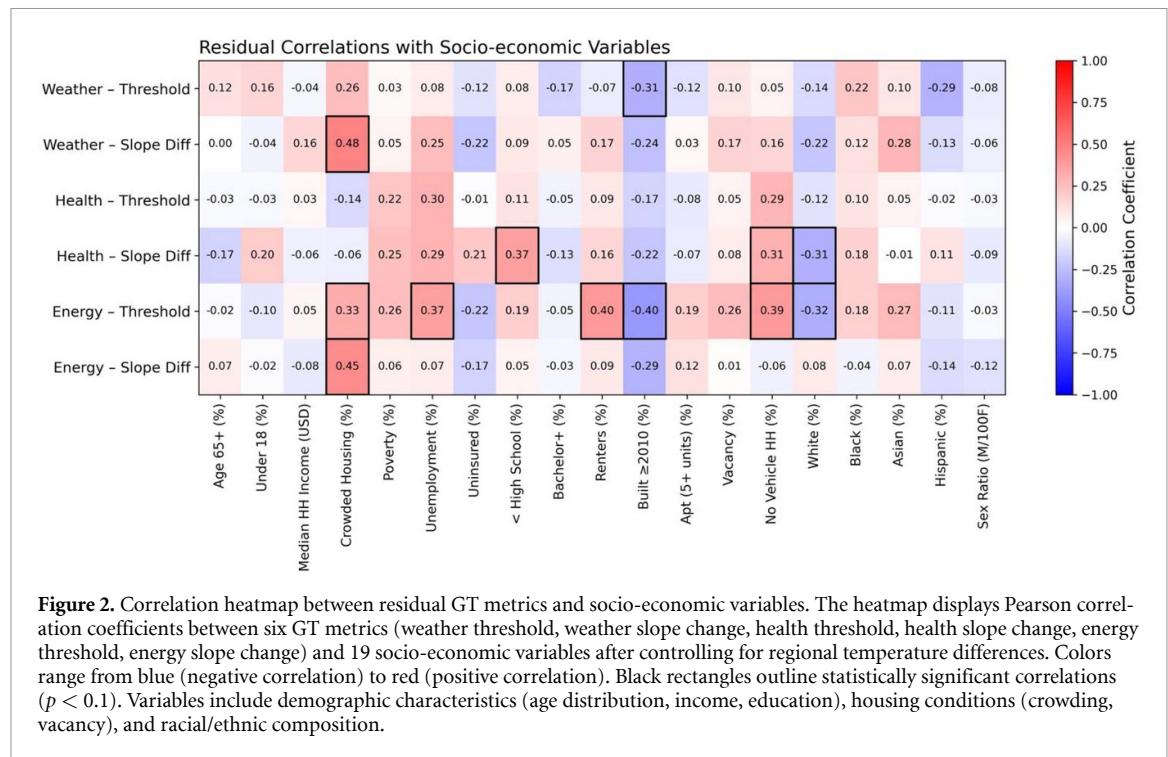 Residual Correlations with Socio-economic Variables
Weather – Threshold 0.12 0.16 -0.04 0.26 0.03 0.08 -0.12 0.08 -0.17 -0.07 -0.31 -0.12 0.10 0.05 -0.14 0.22 0.10 -0.29 -0.08
Weather – Slope Diff 0.00 -0.04 0.16 0.48 0.05 0.25 -0.22 0.09 0.05 0.17 -0.24 0.03 0.17 0.16 -0.22 0.12 0.28 -0.13 -0.06
Health – Threshold -0.03 -0.03 0.03 -0.14 0.22 0.30 -0.01 0.11 -0.05 0.09 -0.17 -0.08 0.05 0.29 -0.12 0.10 0.05 -0.02 -0.03
Health – Slope Diff -0.17 0.20 -0.06 -0.06 0.25 0.29 0.21 0.37 -0.13 0.16 -0.22 -0.07 0.08 0.31 -0.31 0.18 -0.01 0.11 -0.09
Energy – Threshold -0.02 -0.10 0.05 0.33 0.26 0.37 -0.22 0.19 -0.05 0.40 -0.40 0.19 0.26 0.39 -0.32 0.18 0.27 -0.11 -0.03
Energy – Slope Diff 0.07 -0.02 -0.08 0.45 0.06 0.07 -0.17 0.05 -0.03 0.09 -0.29 0.12 0.01 -0.06 0.08 -0.04 0.07 -0.14 -0.12
Age 65+ (%)
Under 18 (%)
Median HH Income (USD)
Crowded Housing (%)
Poverty (%)
Unemployment (%)
Uninsured (%)
< High School (%)
Bachelor+ (%)
Renters (%)
Built ≥2010 (%)
Apt (5+ units) (%)
Vacancy (%)
No Vehicle HH (%)
White (%)
Black (%)
Asian (%)
Hispanic (%)
Sex Ratio (M/100F)
1.00
0.75
0.50
0.25
0.00
−0.25
−0.50
−0.75
−1.00
Correlation Coefficient
Figure 2. Correlation heatmap between residual GT metrics and socio-economic variables. The heatmap displays Pearson correl-
ation coefficients between six GT metrics (weather threshold, weather slope change, health threshold, health slope change, energy
threshold, energy slope change) and 19 socio-economic variables after controlling for regional temperature differences. Colors
range from blue (negative correlation) to red (positive correlation). Black rectangles outline statistically significant correlations
(p < 0.1). Variables include demographic characteristics (age distribution, income, education), housing conditions (crowding,
vacancy), and racial/ethnic composition.